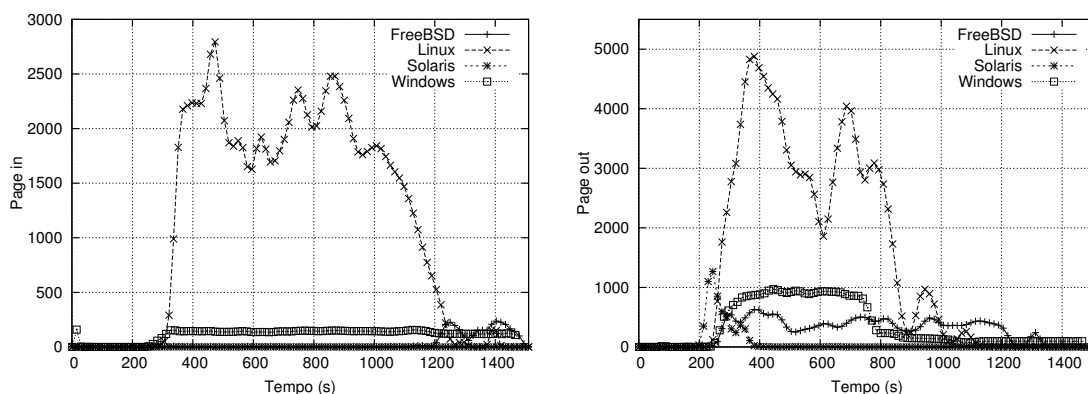 3000
2500
2000
1500
1000
500
0
Page in
0 200 400 600 800 1000 1200 1400
Tempo (s)
FreeBSD
Linux
Solaris
Windows
5000
4000
3000
2000
1000
0
Page out
0 200 400 600 800 1000 1200 1400
Tempo (s)
FreeBSD
Linux
Solaris
Windows